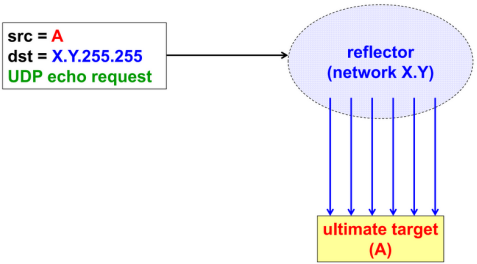 src = A
dst = X.Y.255.255
UDP echo request
reflector
(network X.Y)
ultimate target
(A)